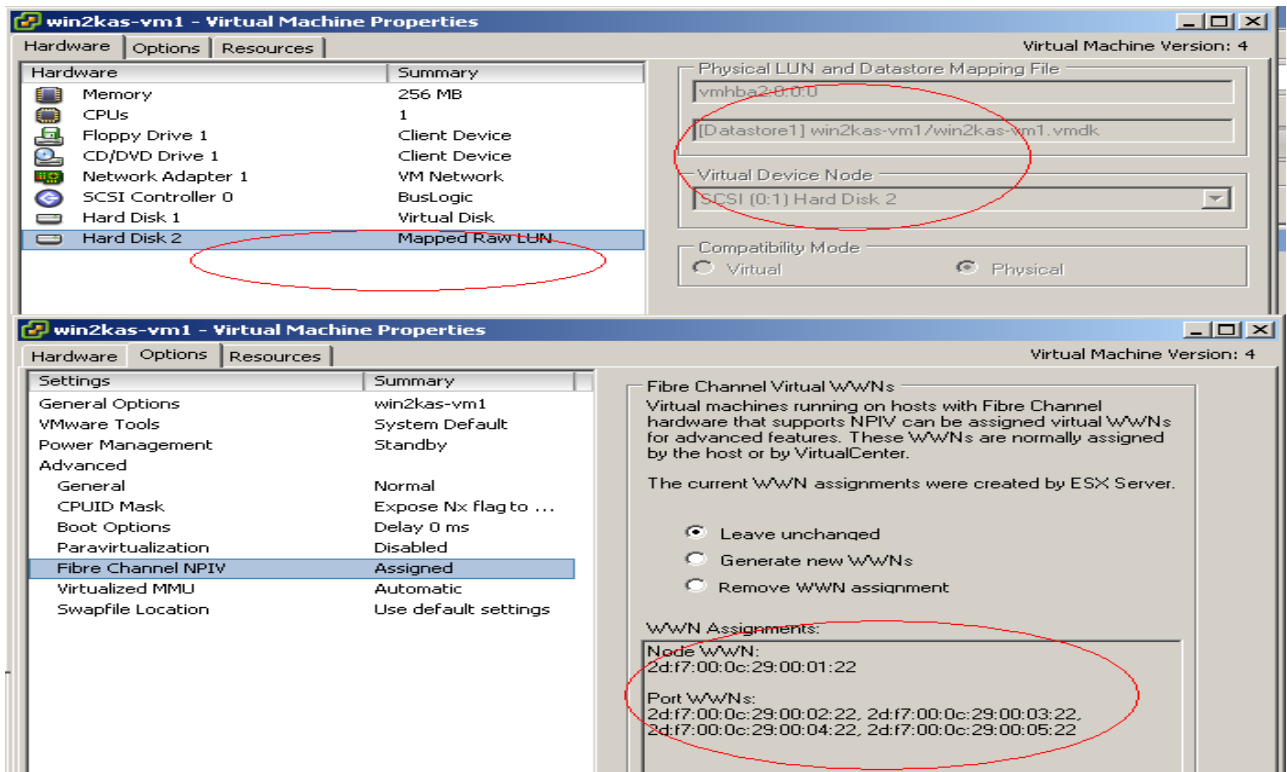 win2kas-vm1 - Virtual Machine Properties
Hardware Options Resources Virtual Machine Version: 4
Hardware Summary
Memory 256 MB
CPUs 1
Floppy Drive 1 Client Device
CD/DVD Drive 1 Client Device
Network Adapter 1 VM Network
SCSI Controller 0 BusLogic
Hard Disk 1 Virtual Disk
Hard Disk 2 Mapped Raw LUN
Physical LUN and Datastore Mapping File
vmhba2:0:0:0
[Datastore1] win2kas-vm1/win2kas-vm1.vmdk
Virtual Device Node
SCSI (0:1) Hard Disk 2
Compatibility Mode
Virtual Physical
win2kas-vm1 - Virtual Machine Properties
Hardware Options Resources Virtual Machine Version: 4
Settings Summary
General Options win2kas-vm1
VMware Tools System Default
Power Management Standby
Advanced
General Normal
CPUID Mask Expose Nx flag to ...
Boot Options Delay 0 ms
Paravirtualization Disabled
Fibre Channel NPIV Assigned
Virtualized MMU Automatic
Swapfile Location Use default settings
Fibre Channel Virtual WWNs
Virtual machines running on hosts with Fibre Channel
hardware that supports NPIV can be assigned virtual WWNs
for advanced features. These WWNs are normally assigned
by the host or by VirtualCenter.
The current WWN assignments were created by ESX Server.
Leave unchanged
Generate new WWNs
Remove WWN assignment
WWN Assignments:
Node WWN:
2d:f7:00:0c:29:00:01:22
Port WWNs:
2d:f7:00:0c:29:00:02:22, 2d:f7:00:0c:29:00:03:22,
2d:f7:00:0c:29:00:04:22, 2d:f7:00:0c:29:00:05:22